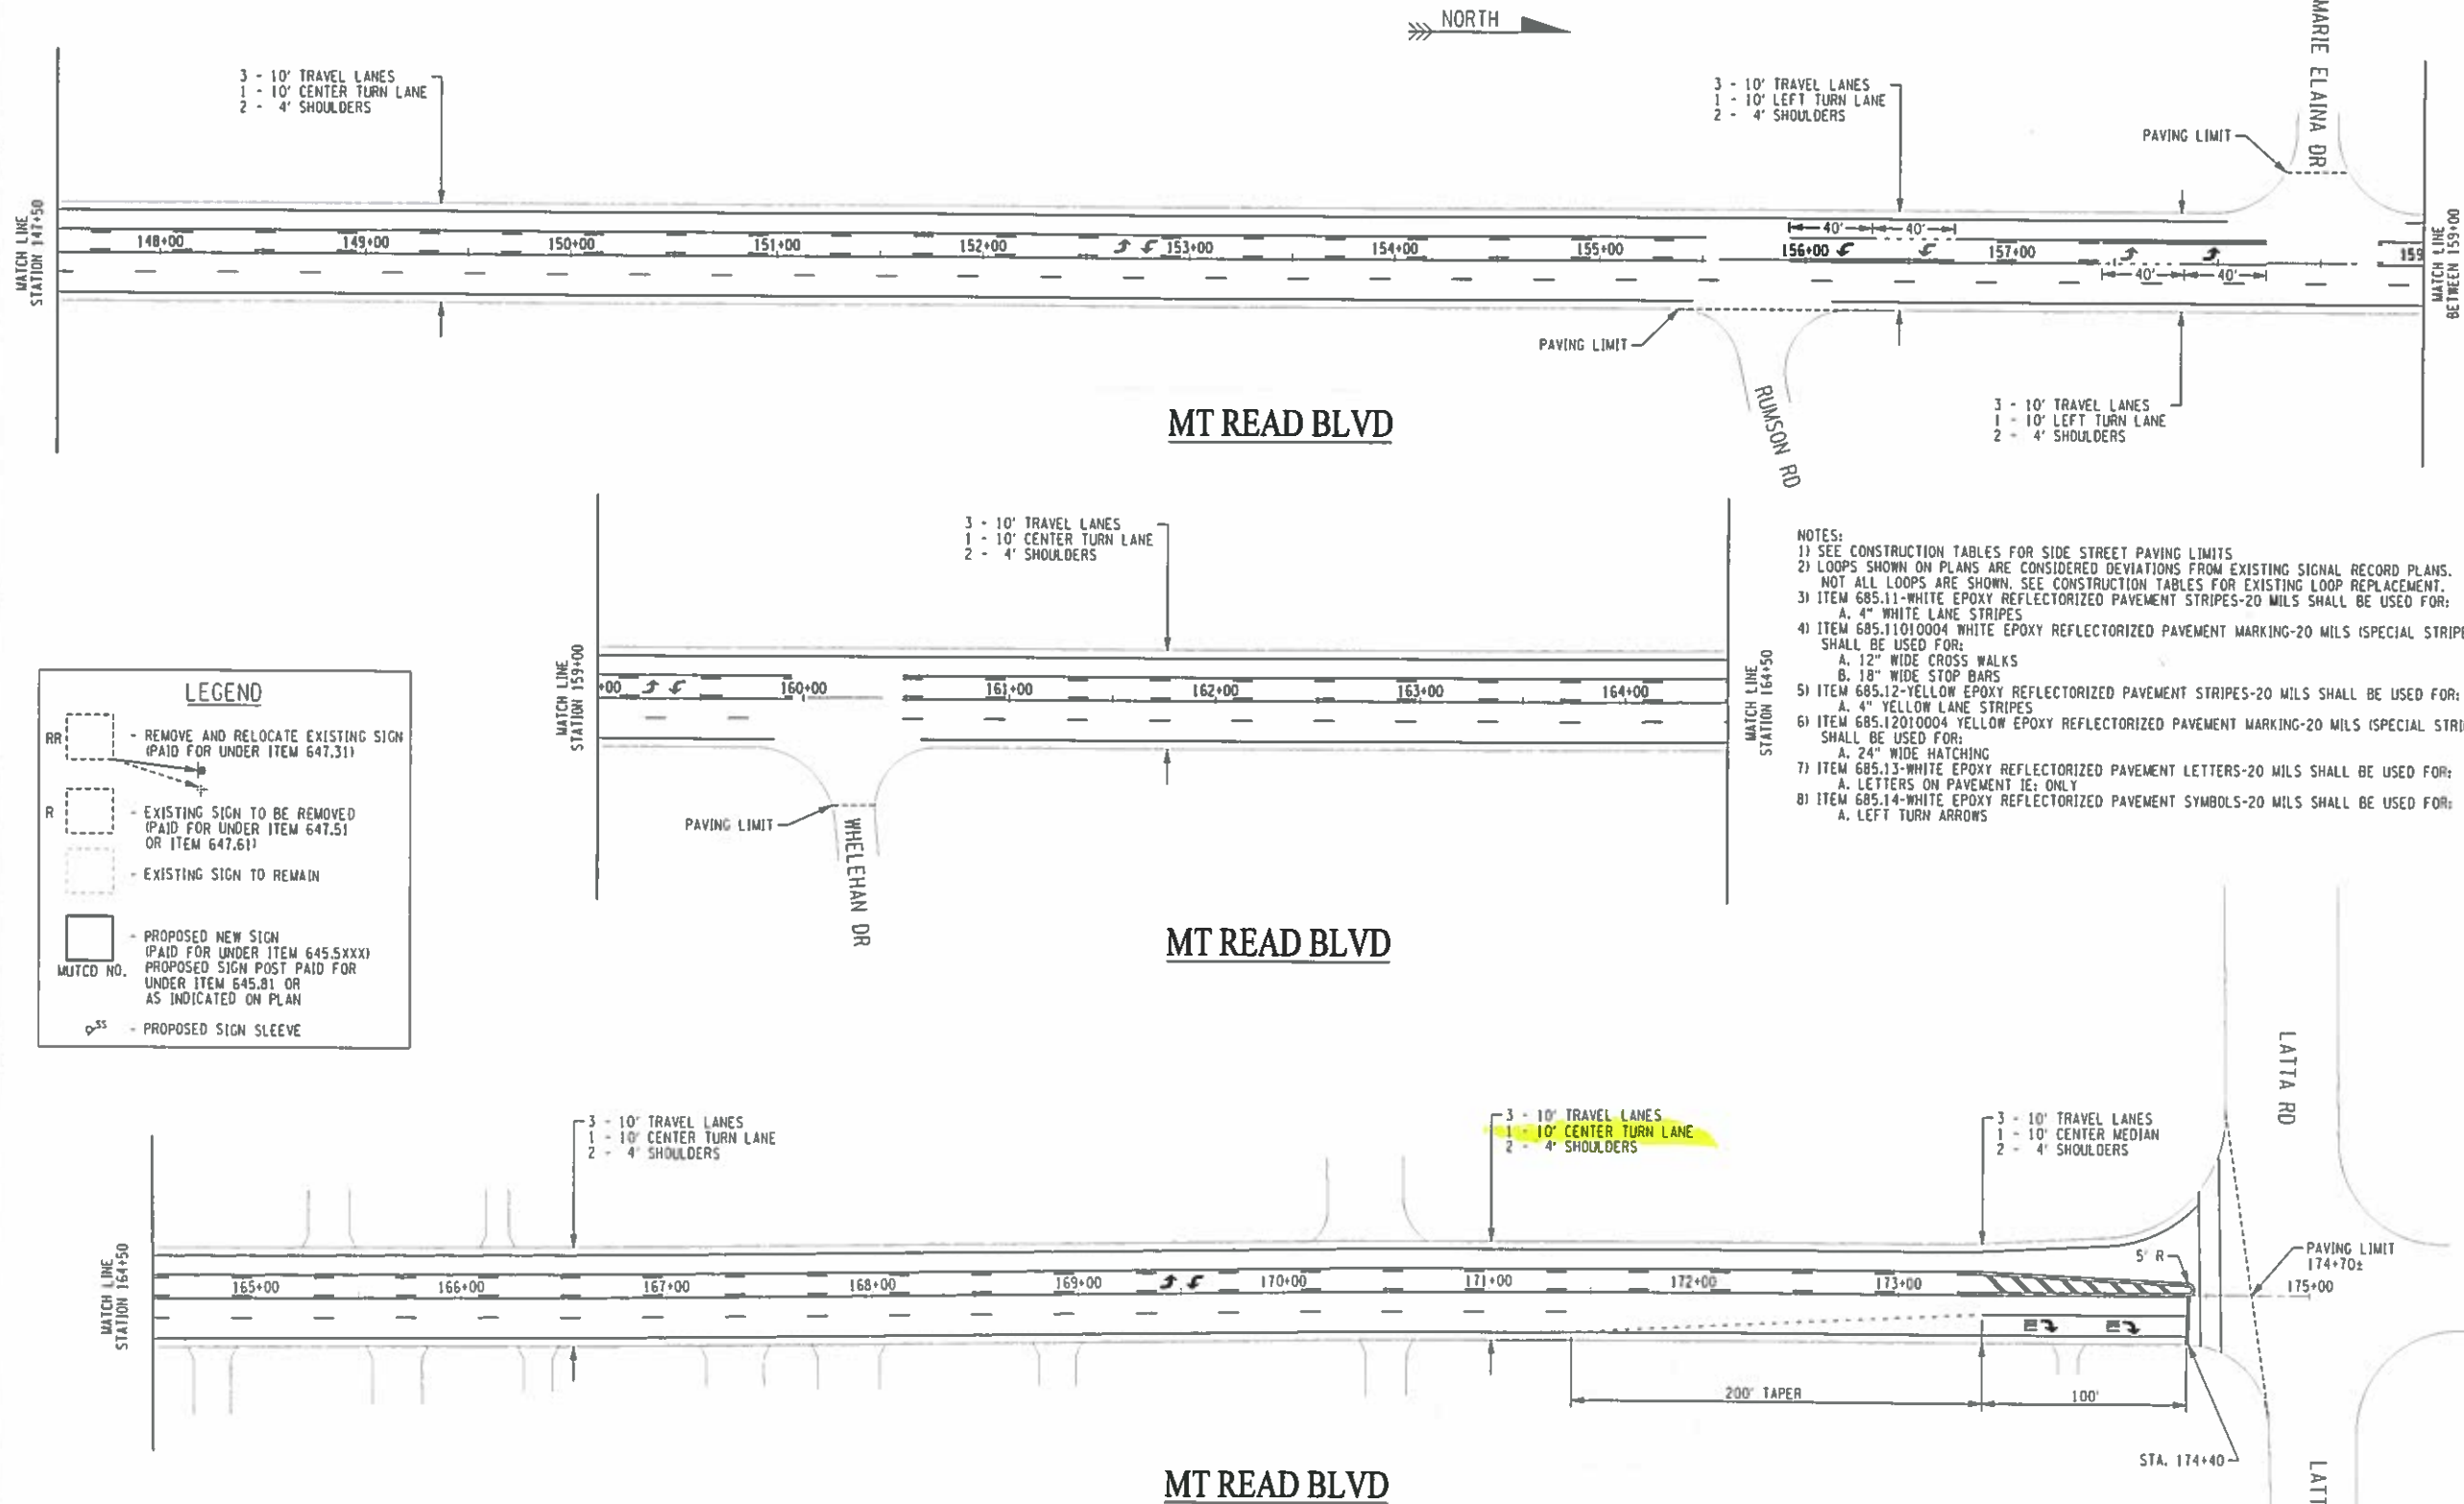 NORTH
3 - 10' TRAVEL LANES
1 - 10' CENTER TURN LANE
2 - 4' SHOULDERS
3 - 10' TRAVEL LANES
1 - 10' LEFT TURN LANE
2 - 4' SHOULDERS
PAVING LIMIT
MARIE ELAINA DR
MATCH LINE
STATION 147+50
148+00
149+00
150+00
151+00
152+00
153+00
154+00
155+00
156+00
157+00
159
40'
40'
40'
40'
MATCH LINE
BETWEEN 159+00
PAVING LIMIT
RUMSON RD
3 - 10' TRAVEL LANES
1 - 10' LEFT TURN LANE
2 - 4' SHOULDERS
MT READ BLVD
3 - 10' TRAVEL LANES
1 - 10' CENTER TURN LANE
2 - 4' SHOULDERS
MATCH LINE
STATION 159+00
+00
160+00
161+00
162+00
163+00
164+00
MATCH LINE
STATION 164+50
PAVING LIMIT
WHELEHAN DR
MT READ BLVD
NOTES:
1) SEE CONSTRUCTION TABLES FOR SIDE STREET PAVING LIMITS
2) LOOPS SHOWN ON PLANS ARE CONSIDERED DEVIATIONS FROM EXISTING SIGNAL RECORD PLANS.
NOT ALL LOOPS ARE SHOWN. SEE CONSTRUCTION TABLES FOR EXISTING LOOP REPLACEMENT.
3) ITEM 685.11-WHITE EPOXY REFLECTORIZED PAVEMENT STRIPES-20 MILS SHALL BE USED FOR:
A. 4" WHITE LANE STRIPES
4) ITEM 685.11010004 WHITE EPOXY REFLECTORIZED PAVEMENT MARKING-20 MILS (SPECIAL STRIPE
SHALL BE USED FOR:
A. 12" WIDE CROSS WALKS
B. 18" WIDE STOP BARS
5) ITEM 685.12-YELLOW EPOXY REFLECTORIZED PAVEMENT STRIPES-20 MILS SHALL BE USED FOR:
A. 4" YELLOW LANE STRIPES
6) ITEM 685.12010004 YELLOW EPOXY REFLECTORIZED PAVEMENT MARKING-20 MILS (SPECIAL STRI
SHALL BE USED FOR:
A. 24" WIDE HATCHING
7) ITEM 685.13-WHITE EPOXY REFLECTORIZED PAVEMENT LETTERS-20 MILS SHALL BE USED FOR:
A. LETTERS ON PAVEMENT IE: ONLY
8) ITEM 685.14-WHITE EPOXY REFLECTORIZED PAVEMENT SYMBOLS-20 MILS SHALL BE USED FOR:
A. LEFT TURN ARROWS
LEGEND
RR
- REMOVE AND RELOCATE EXISTING SIGN
(PAID FOR UNDER ITEM 647.31)
R
- EXISTING SIGN TO BE REMOVED
(PAID FOR UNDER ITEM 647.51
OR ITEM 647.61)
- EXISTING SIGN TO REMAIN
- PROPOSED NEW SIGN
(PAID FOR UNDER ITEM 645.5XXX)
MUTCD NO. PROPOSED SIGN POST PAID FOR
UNDER ITEM 645.81 OR
AS INDICATED ON PLAN
SS - PROPOSED SIGN SLEEVE
3 - 10' TRAVEL LANES
1 - 10' CENTER TURN LANE
2 - 4' SHOULDERS
3 - 10' TRAVEL LANES
1 - 10' CENTER TURN LANE
2 - 4' SHOULDERS
3 - 10' TRAVEL LANES
1 - 10' CENTER MEDIAN
2 - 4' SHOULDERS
LATTA RD
MATCH LINE
STATION 164+50
165+00
166+00
167+00
168+00
169+00
170+00
171+00
172+00
173+00
5' R
PAVING LIMIT
174+70±
175+00
200' TAPER
100'
STA. 174+40
LATT
MT READ BLVD